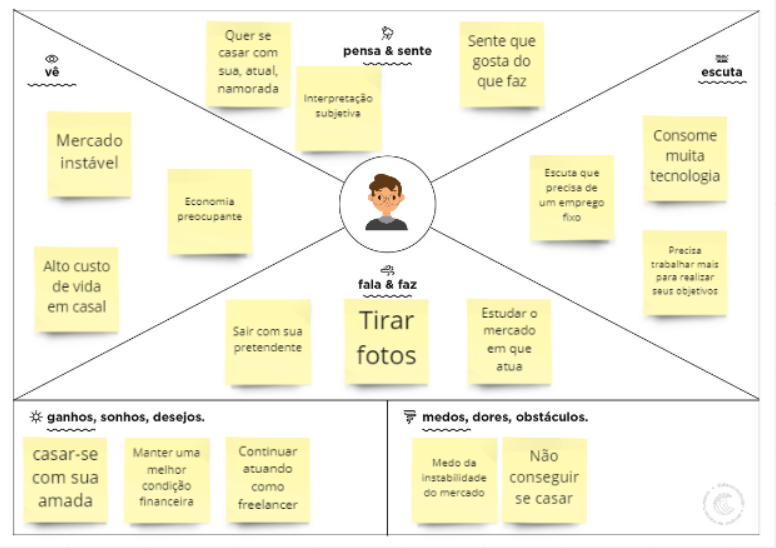 pensa & sente
Quer se
casar com
sua, atual,
namorada
Interpretação
subjetiva
Sente que
gosta do
que faz
vê
Mercado
instável
Economia
preocupante
Alto custo
de vida
em casal
escuta
Consome
muita
tecnologia
Escuta que
precisa de
um emprego
fixo
Precisa
trabalhar mais
para realizar
seus objetivos
fala & faz
Sair com sua
pretendente
Tirar
fotos
Estudar o
mercado
em que
atua
ganhos, sonhos, desejos.
casar-se
com sua
amada
Manter uma
melhor
condição
financeira
Continuar
atuando
como
freelancer
medos, dores, obstáculos.
Medo da
instabilidade
do mercado
Não
conseguir
se casar